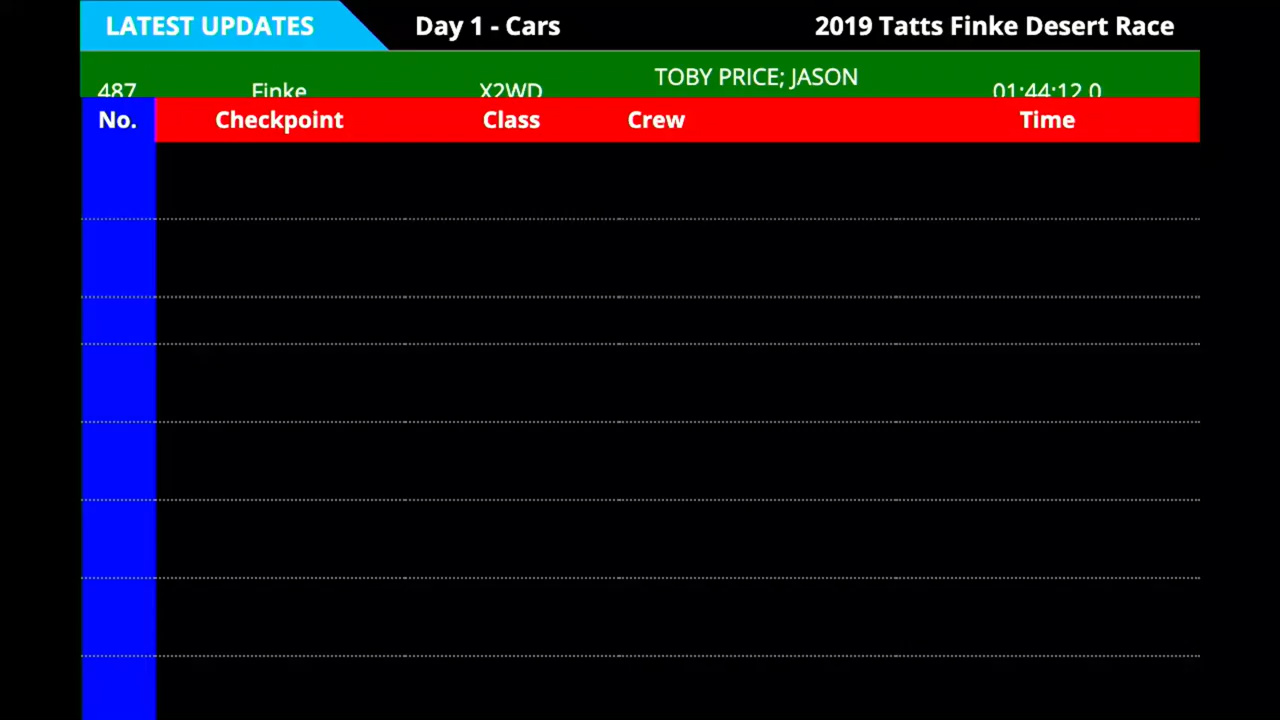 LATEST UPDATES Day 1 - Cars 2019 Tatts Finke Desert Race
TOBY PRICE; JASON
487 Finke X2WD 01:44:12.0
No. Checkpoint Class Crew Time